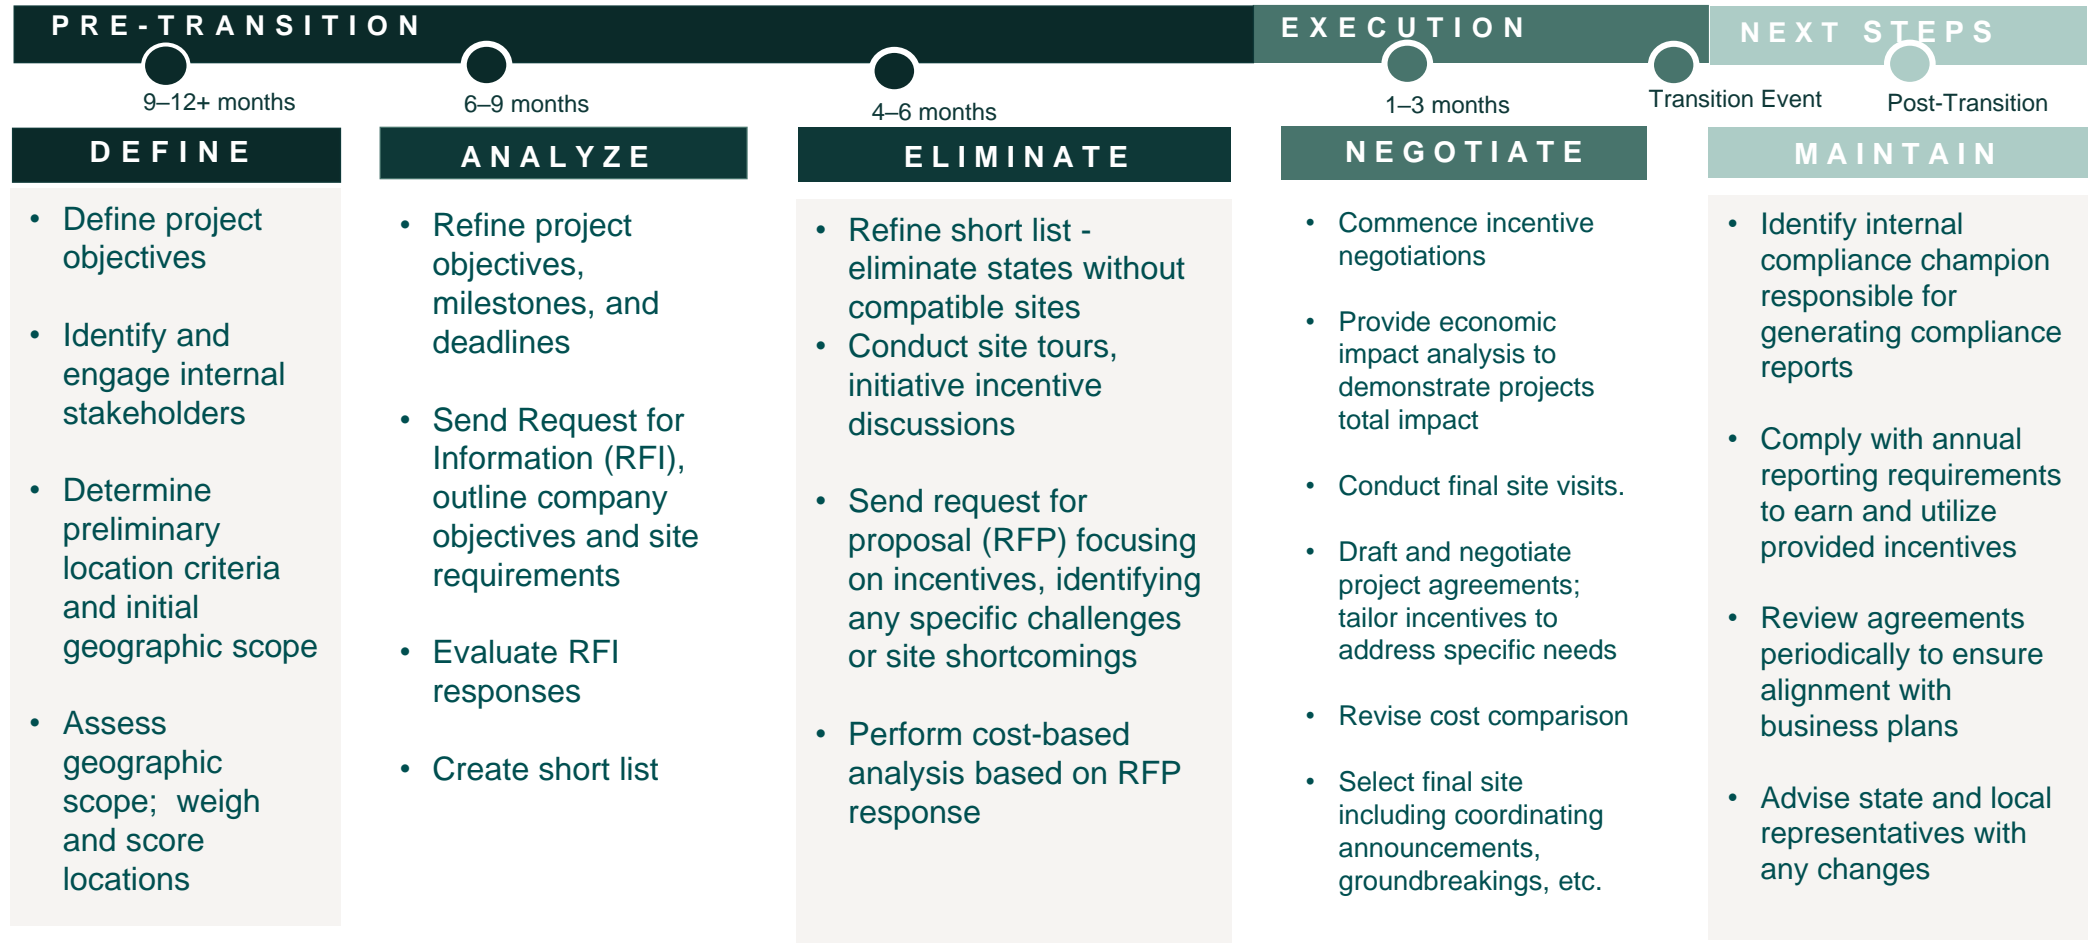 PRE-TRANSITION
EXECUTION
NEXT STEPS
9–12+ months
6–9 months
4–6 months
1–3 months
Transition Event
Post-Transition
DEFINE
• Define project
objectives
• Identify and
engage internal
stakeholders
• Determine
preliminary
location criteria
and initial
geographic scope
• Assess
geographic
scope; weigh
and score
locations
ANALYZE
• Refine project
objectives,
milestones, and
deadlines
• Send Request for
Information (RFI),
outline company
objectives and site
requirements
• Evaluate RFI
responses
• Create short list
ELIMINATE
• Refine short list -
eliminate states without
compatible sites
• Conduct site tours,
initiative incentive
discussions
• Send request for
proposal (RFP) focusing
on incentives, identifying
any specific challenges
or site shortcomings
• Perform cost-based
analysis based on RFP
response
NEGOTIATE
• Commence incentive
negotiations
• Provide economic
impact analysis to
demonstrate projects
total impact
• Conduct final site visits.
• Draft and negotiate
project agreements;
tailor incentives to
address specific needs
• Revise cost comparison
• Select final site
including coordinating
announcements,
groundbreakings, etc.
MAINTAIN
• Identify internal
compliance champion
responsible for
generating compliance
reports
• Comply with annual
reporting requirements
to earn and utilize
provided incentives
• Review agreements
periodically to ensure
alignment with
business plans
• Advise state and local
representatives with
any changes